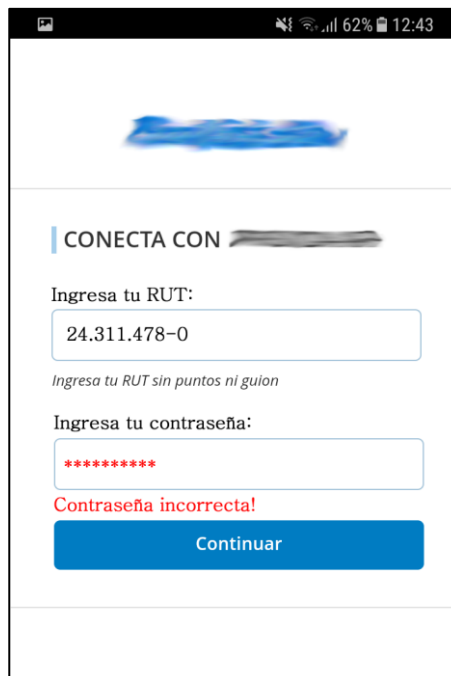 62% 12:43
CONECTA CON
Ingresa tu RUT:
24.311.478-0
Ingresa tu RUT sin puntos ni guion
Ingresa tu contraseña:
**********
Contraseña incorrecta!
Continuar